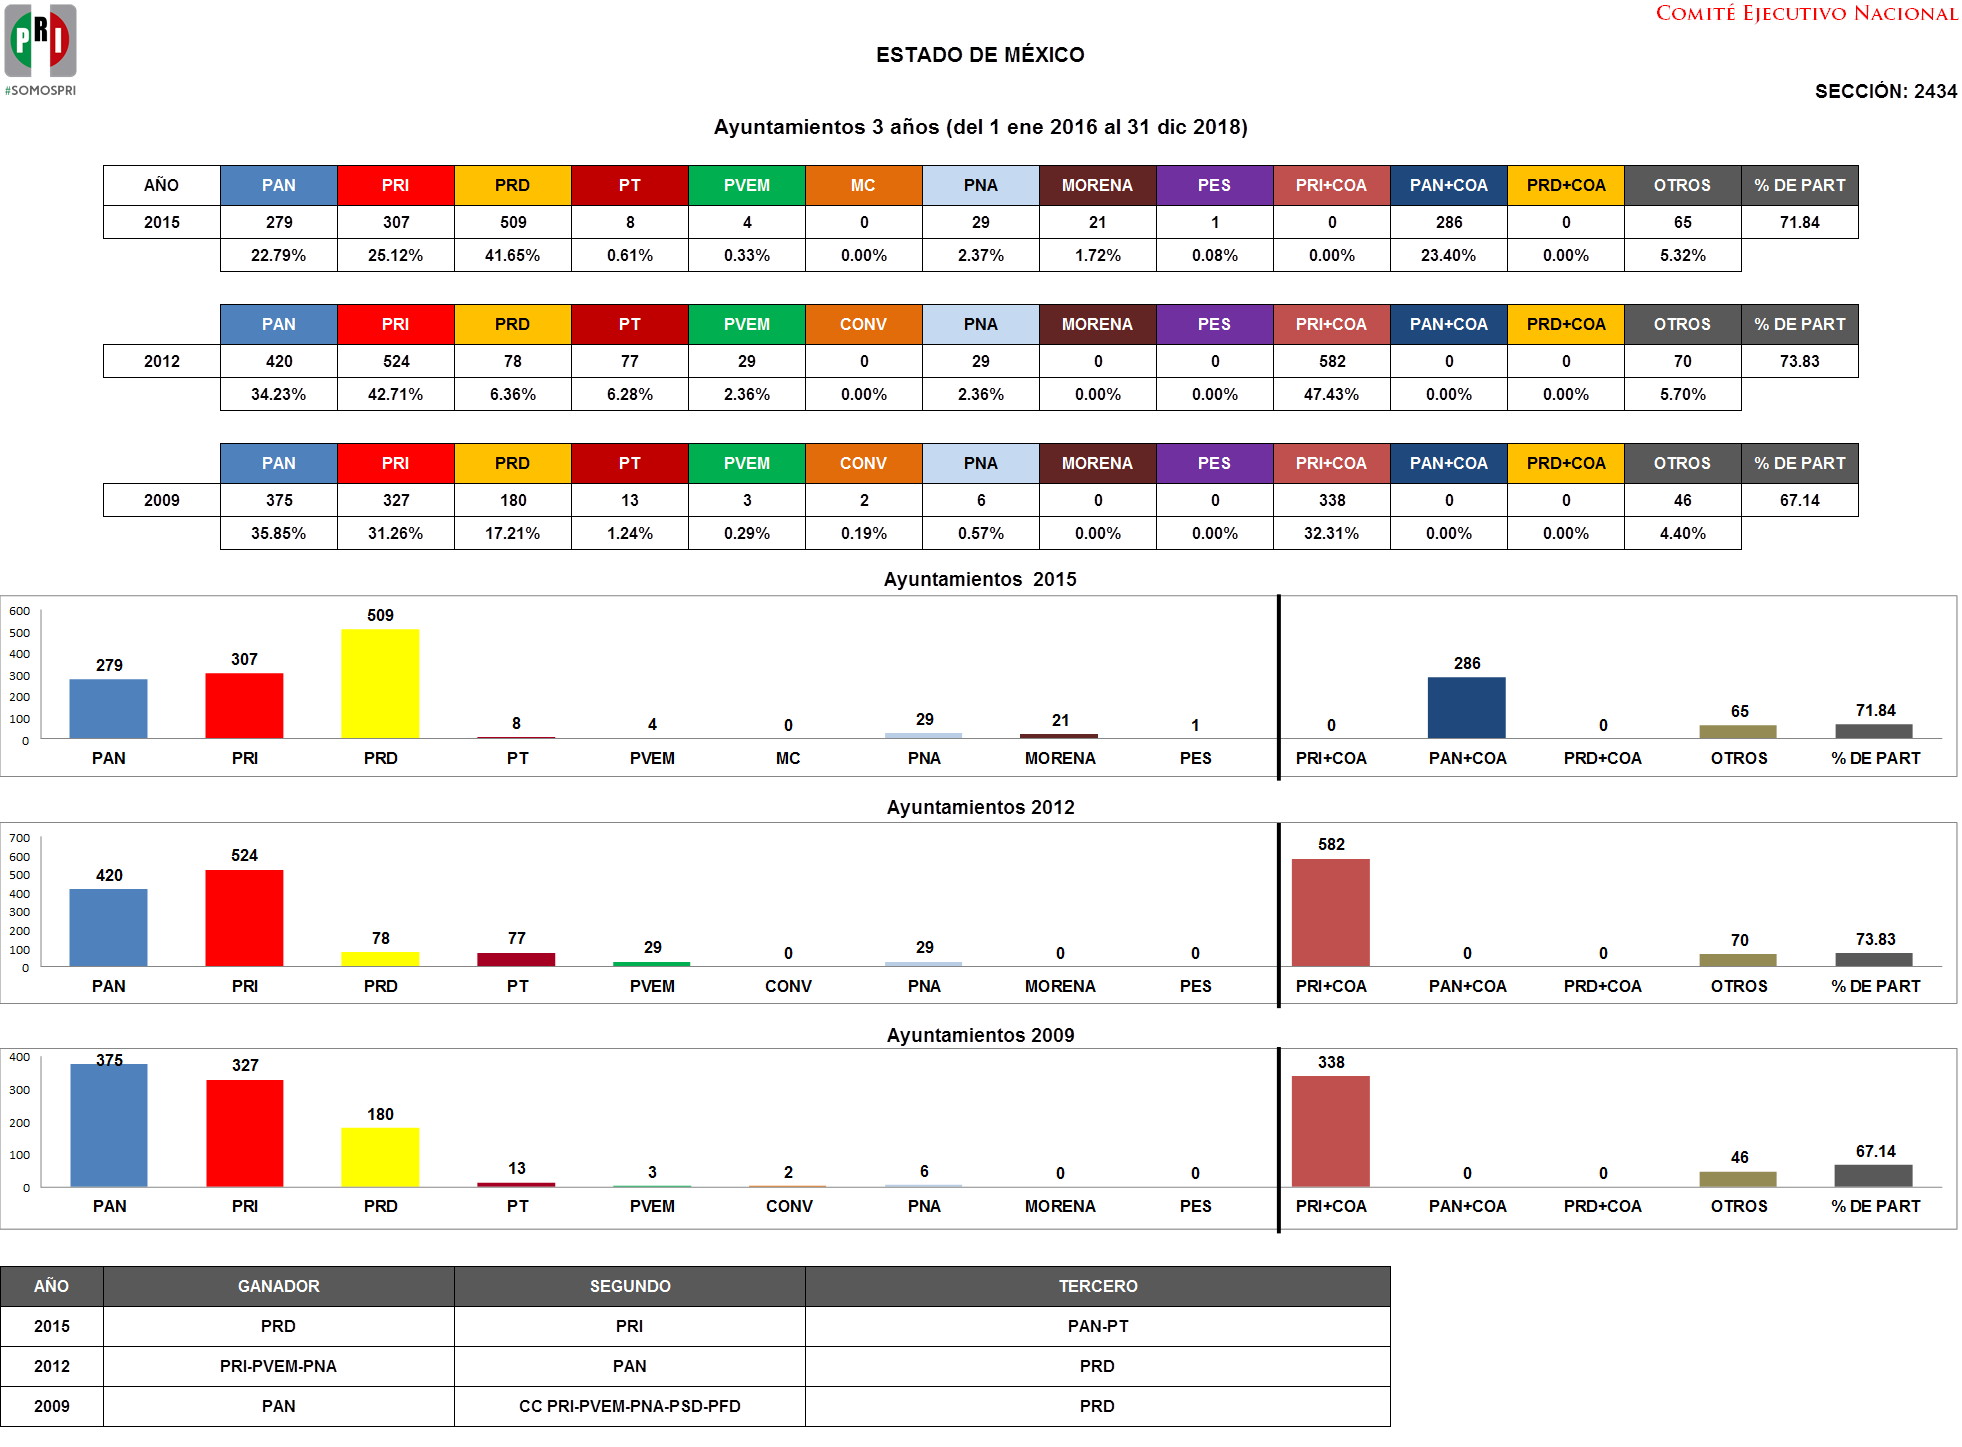 COMITÉ EJECUTIVO NACIONAL
PRI
#SOMOSPRI
ESTADO DE MÉXICO
SECCIÓN: 2434
Ayuntamientos 3 años (del 1 ene 2016 al 31 dic 2018)
AÑO PAN PRI PRD PT PVEM MC PNA MORENA PES PRI+COA PAN+COA PRD+COA OTROS % DE PART
2015 279 307 509 8 4 0 29 21 1 0 286 0 65 71.84
22.79% 25.12% 41.65% 0.61% 0.33% 0.00% 2.37% 1.72% 0.08% 0.00% 23.40% 0.00% 5.32%
PAN PRI PRD PT PVEM CONV PNA MORENA PES PRI+COA PAN+COA PRD+COA OTROS % DE PART
2012 420 524 78 77 29 0 29 0 0 582 0 0 70 73.83
34.23% 42.71% 6.36% 6.28% 2.36% 0.00% 2.36% 0.00% 0.00% 47.43% 0.00% 0.00% 5.70%
PAN PRI PRD PT PVEM CONV PNA MORENA PES PRI+COA PAN+COA PRD+COA OTROS % DE PART
2009 375 327 180 13 3 2 6 0 0 338 0 0 46 67.14
35.85% 31.26% 17.21% 1.24% 0.29% 0.19% 0.57% 0.00% 0.00% 32.31% 0.00% 0.00% 4.40%
Ayuntamientos 2015
600
500
400
300
200
100
0
279 307 509 8 4 0 29 21 1 0 286 0 65 71.84
PAN PRI PRD PT PVEM MC PNA MORENA PES PRI+COA PAN+COA PRD+COA OTROS % DE PART
Ayuntamientos 2012
700
600
500
400
300
200
100
0
420 524 78 77 29 0 29 0 0 582 0 0 70 73.83
PAN PRI PRD PT PVEM CONV PNA MORENA PES PRI+COA PAN+COA PRD+COA OTROS % DE PART
Ayuntamientos 2009
400
300
200
100
0
375 327 180 13 3 2 6 0 0 338 0 0 46 67.14
PAN PRI PRD PT PVEM CONV PNA MORENA PES PRI+COA PAN+COA PRD+COA OTROS % DE PART
AÑO GANADOR SEGUNDO TERCERO
2015 PRD PRI PAN-PT
2012 PRI-PVEM-PNA PAN PRD
2009 PAN CC PRI-PVEM-PNA-PSD-PFD PRD